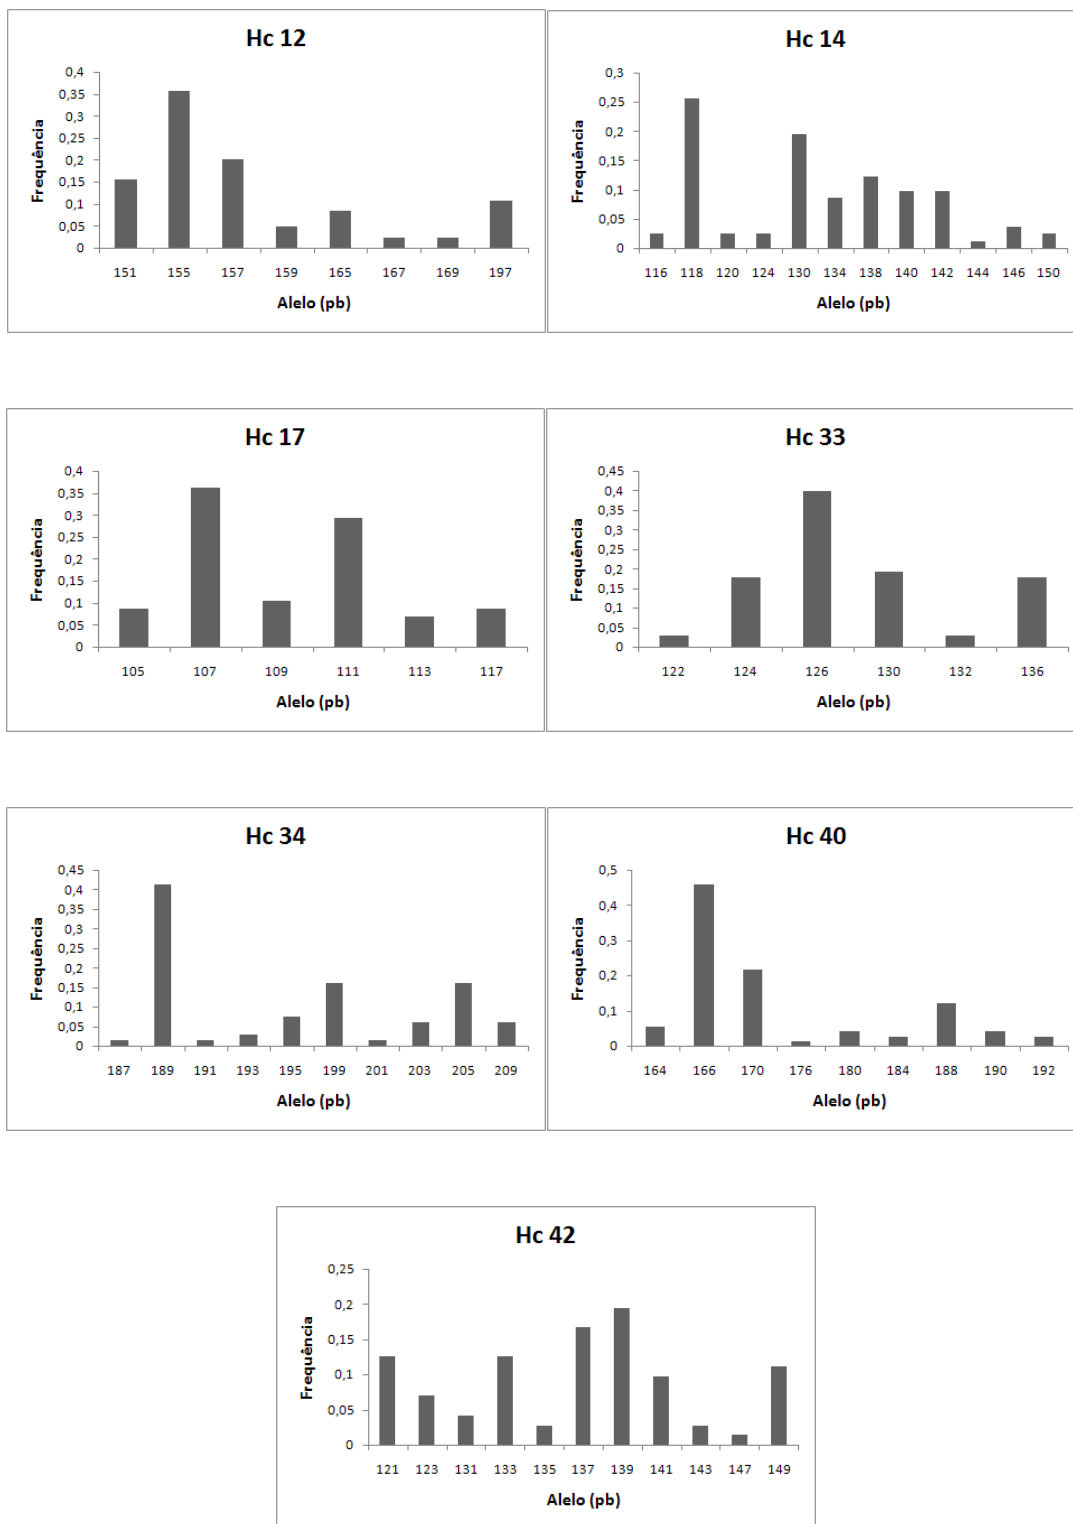 Hc 12
Frequência
0,4
0,35
0,3
0,25
0,2
0,15
0,1
0,05
0
151 155 157 159 165 167 169 197
Alelo (pb)
Hc 14
Frequência
0,3
0,25
0,2
0,15
0,1
0,05
0
116 118 120 124 130 134 138 140 142 144 146 150
Alelo (pb)
Hc 17
Frequência
0,4
0,35
0,3
0,25
0,2
0,15
0,1
0,05
0
105 107 109 111 113 117
Alelo (pb)
Hc 33
Frequência
0,45
0,4
0,35
0,3
0,25
0,2
0,15
0,1
0,05
0
122 124 126 130 132 136
Alelo (pb)
Hc 34
Frequência
0,45
0,4
0,35
0,3
0,25
0,2
0,15
0,1
0,05
0
187 189 191 193 195 199 201 203 205 209
Alelo (pb)
Hc 40
Frequência
0,5
0,4
0,3
0,2
0,1
0
164 166 170 176 180 184 188 190 192
Alelo (pb)
Hc 42
Frequência
0,25
0,2
0,15
0,1
0,05
0
121 123 131 133 135 137 139 141 143 147 149
Alelo (pb)